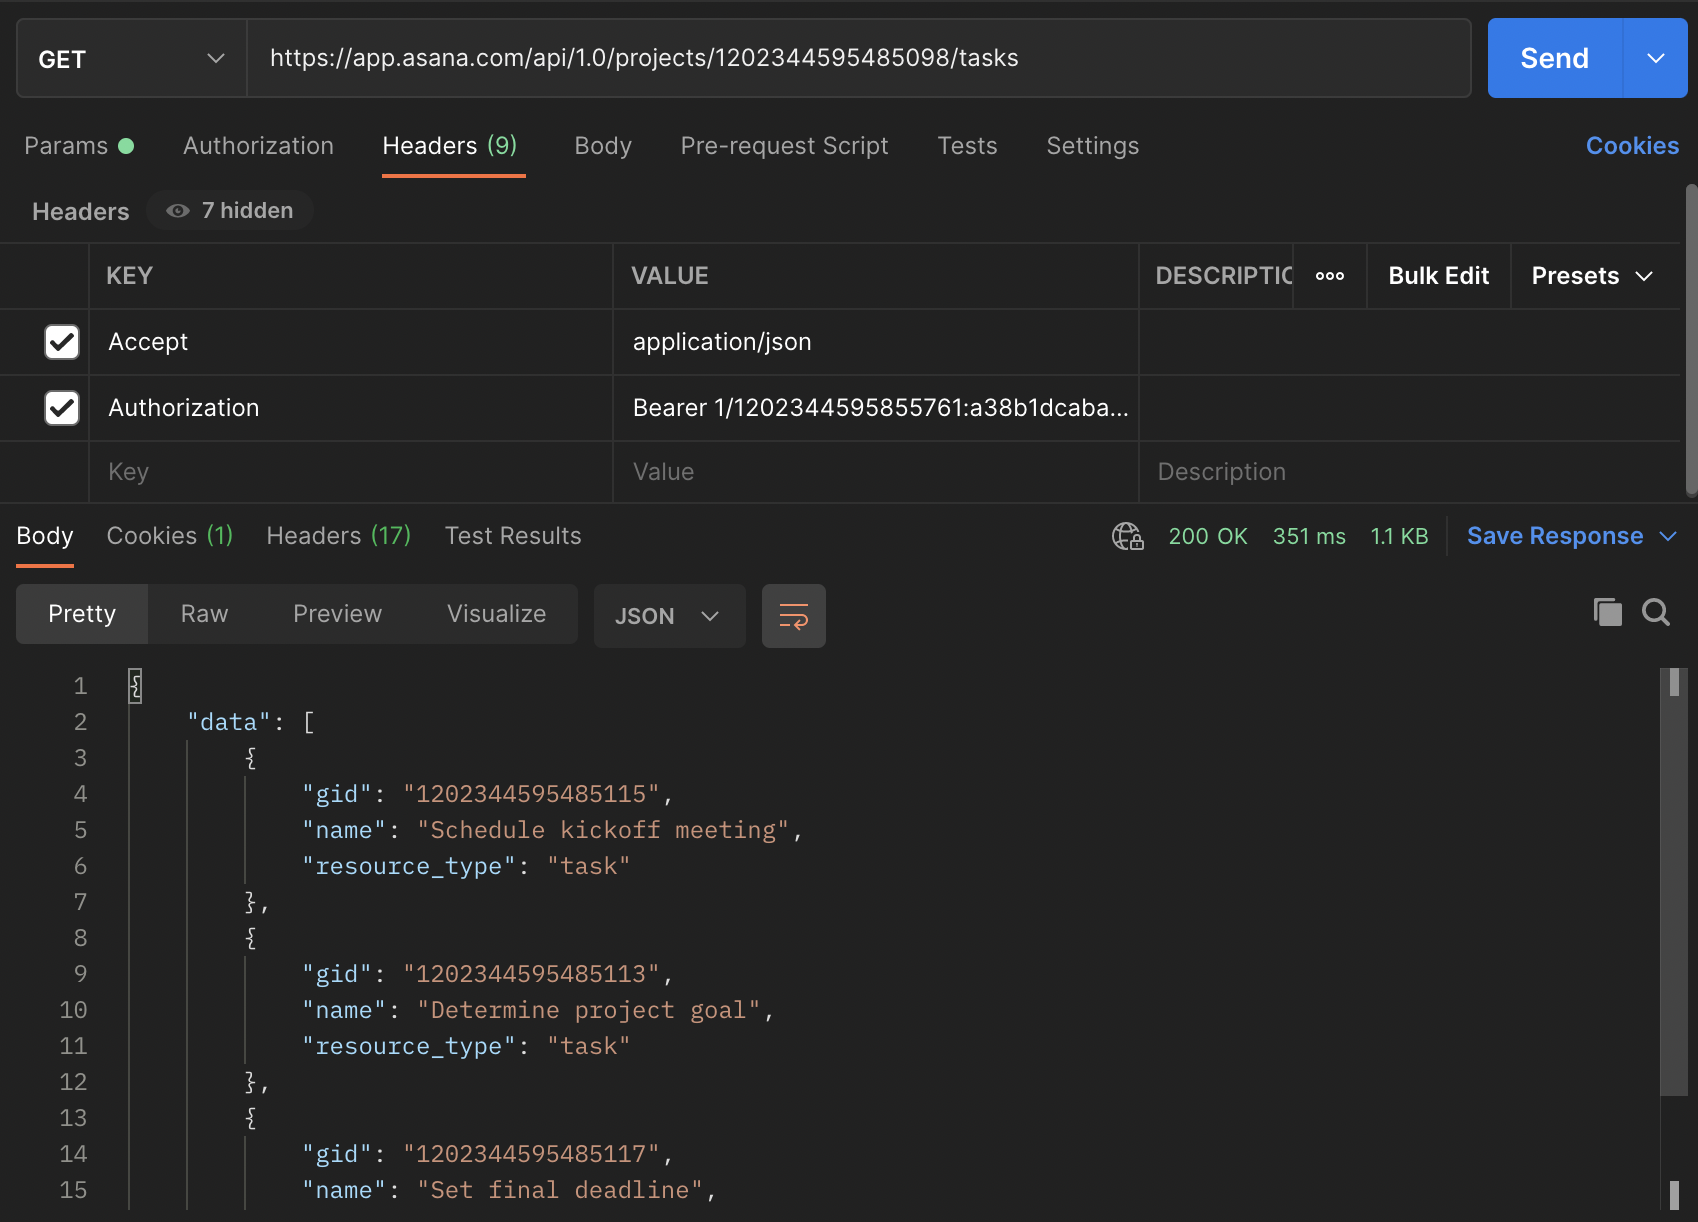 GET https://app.asana.com/api/1.0/projects/1202344595485098/tasks Send
Params Authorization Headers (9) Body Pre-request Script Tests Settings Cookies
Headers 7 hidden
KEY VALUE DESCRIPTIO Bulk Edit Presets
Accept application/json
Authorization Bearer 1/1202344595855761:a38b1dcaba...
Key Value Description
Body Cookies (1) Headers (17) Test Results 200 OK 351 ms 1.1 KB Save Response
Pretty Raw Preview Visualize JSON
1 {
2 "data": [
3 {
4 "gid": "1202344595485115",
5 "name": "Schedule kickoff meeting",
6 "resource_type": "task"
7 },
8 {
9 "gid": "1202344595485113",
10 "name": "Determine project goal",
11 "resource_type": "task"
12 },
13 {
14 "gid": "1202344595485117",
15 "name": "Set final deadline",